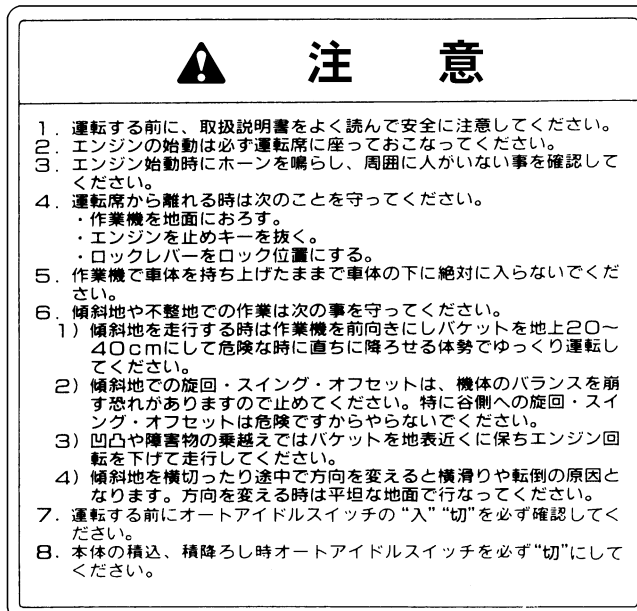 注 意
1. 運転する前に、取扱説明書をよく読んで安全に注意してください。
2. エンジンの始動は必ず運転席に座っておこなってください。
3. エンジン始動時にホーンを鳴らし、周囲に人がいない事を確認して
ください。
4. 運転席から離れる時は次のことを守ってください。
・作業機を地面におろす。
・エンジンを止めキーを抜く。
・ロックレバーをロック位置にする。
5. 作業機で車体を持ち上げたままで車体の下に絶対に入らないでくだ
さい。
6. 傾斜地や不整地での作業は次の事を守ってください。
1) 傾斜地を走行する時は作業機を前向きにしバケットを地上20〜
40cmにして危険な時に直ちに降ろせる体勢でゆっくり運転し
てください。
2) 傾斜地での旋回・スイング・オフセットは、機体のバランスを崩
す恐れがありますので止めてください。特に谷側への旋回・スイ
ング・オフセットは危険ですからやらないでください。
3) 凹凸や障害物の乗越えではバケットを地表近くに保ちエンジン回
転を下げて走行してください。
4) 傾斜地を横切ったり途中で方向を変えると横滑りや転倒の原因と
なります。方向を変える時は平坦な地面で行なってください。
7. 運転する前にオートアイドルスイッチの“入”“切”を必ず確認してく
ださい。
8. 本体の積込、積降ろし時オートアイドルスイッチを必ず“切”にして
ください。